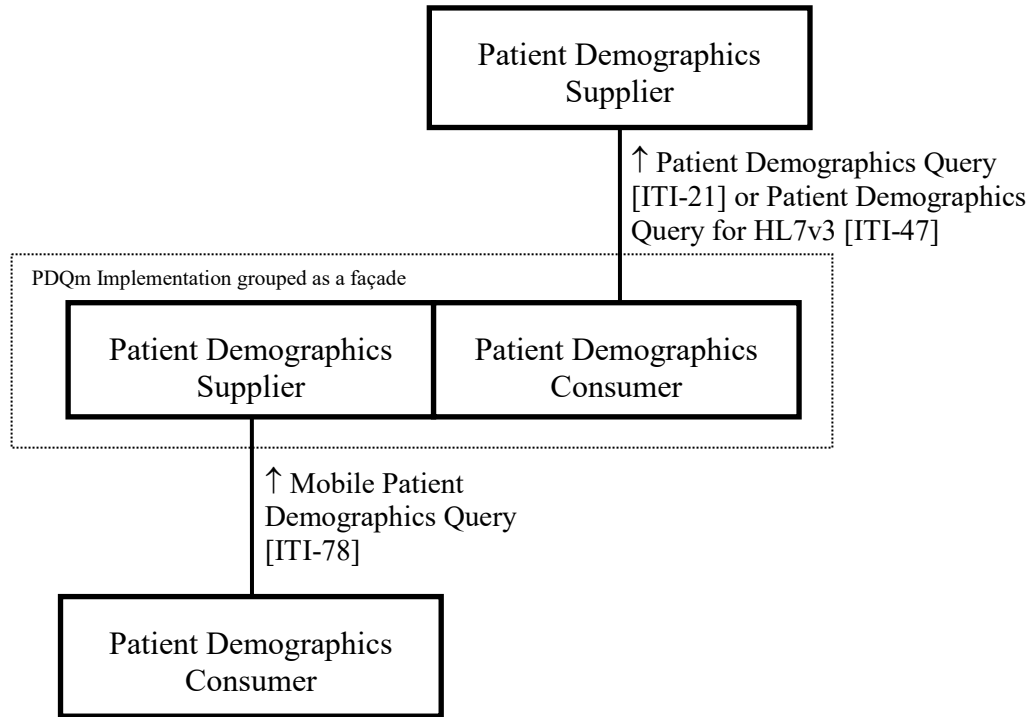 Patient Demographics
Supplier
↑ Patient Demographics Query
[ITI-21] or Patient Demographics
Query for HL7v3 [ITI-47]
PDQm Implementation grouped as a façade
Patient Demographics
Supplier
Patient Demographics
Consumer
↑ Mobile Patient
Demographics Query
[ITI-78]
Patient Demographics
Consumer